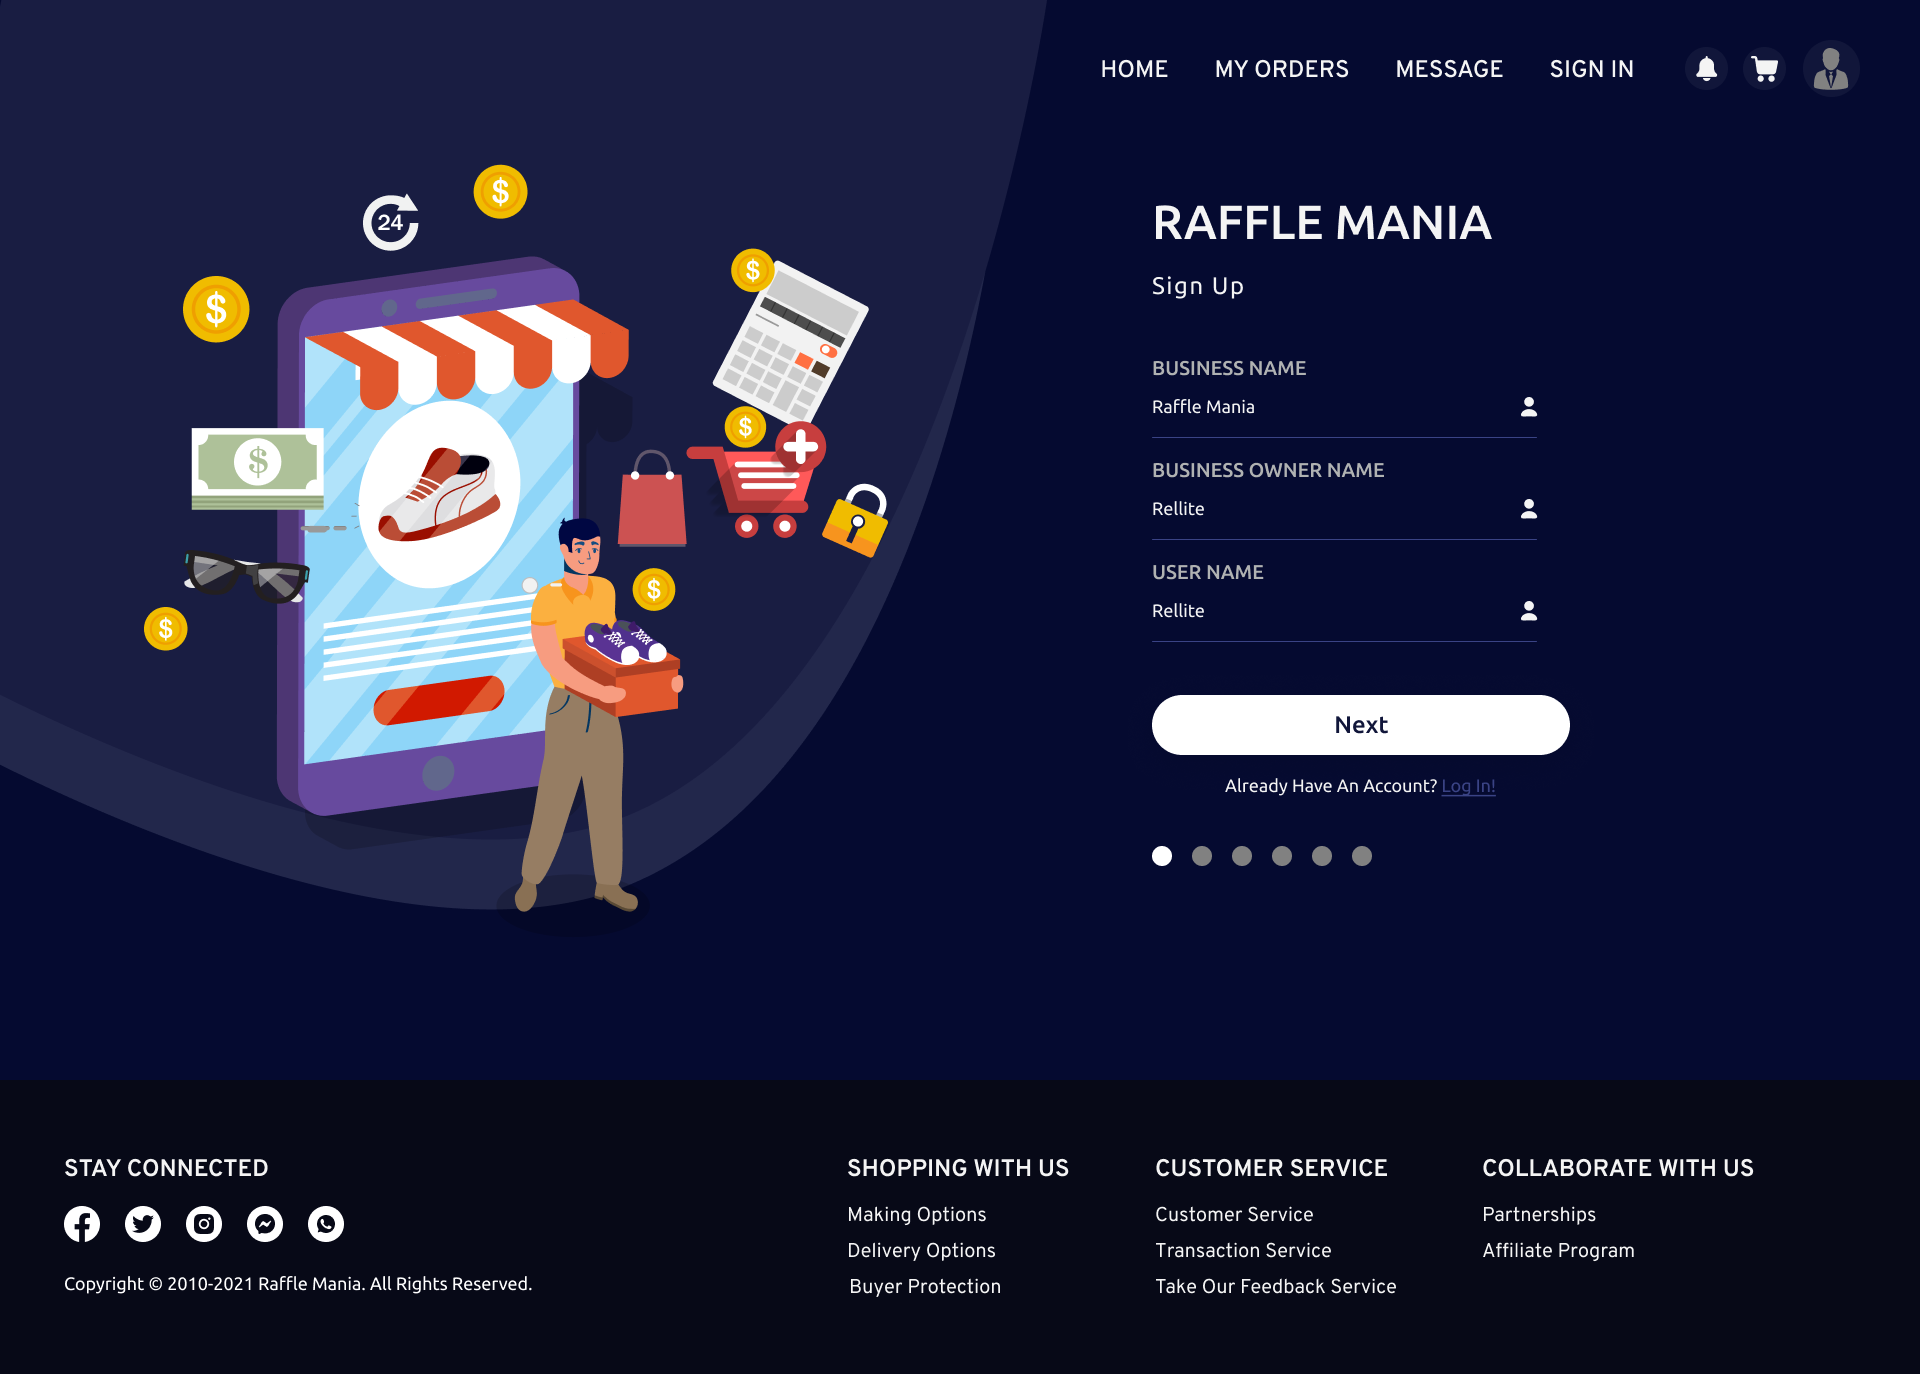 HOME MY ORDERS MESSAGE SIGN IN
24
$
$
$
$
$
$
$
$
RAFFLE MANIA
Sign Up
BUSINESS NAME
Raffle Mania
BUSINESS OWNER NAME
Rellite
USER NAME
Rellite
Next
Already Have An Account? Log In!
STAY CONNECTED
Copyright © 2010-2021 Raffle Mania. All Rights Reserved.
SHOPPING WITH US
Making Options
Delivery Options
Buyer Protection
CUSTOMER SERVICE
Customer Service
Transaction Service
Take Our Feedback Service
COLLABORATE WITH US
Partnerships
Affiliate Program